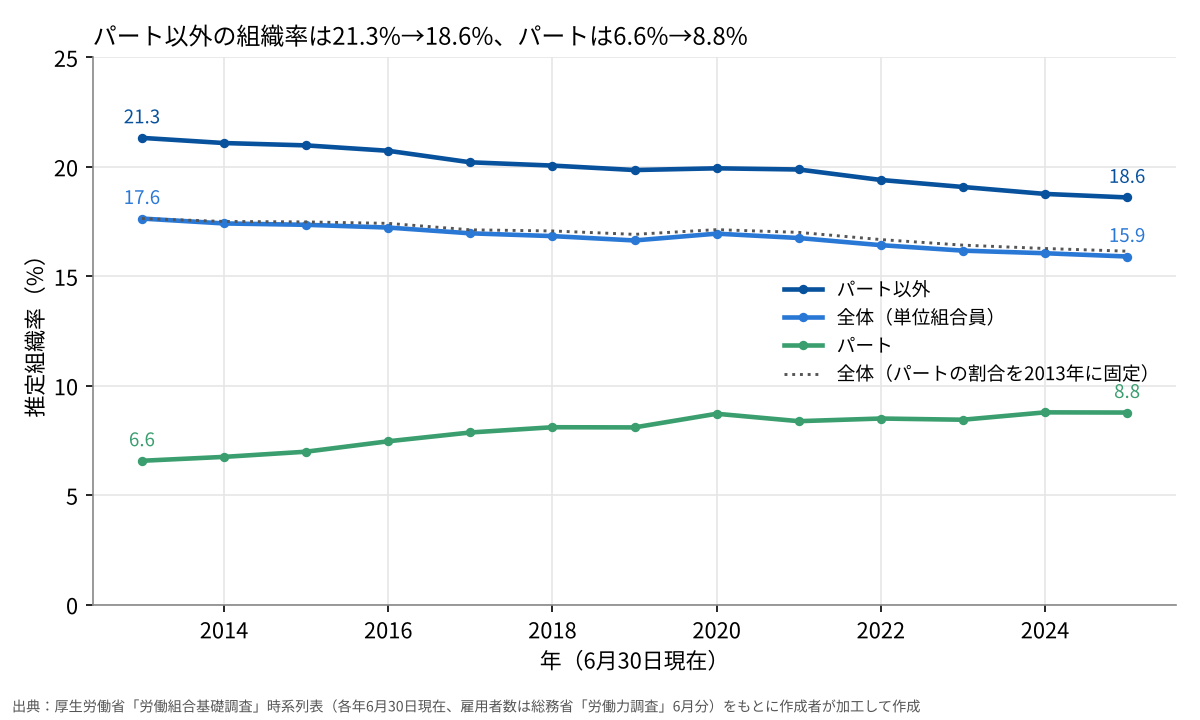 パート以外の組織率は21.3%→18.6%、パートは6.6%→8.8%
推定組織率（%）
25
20
15
10
5
0
21.3
17.6
6.6
18.6
15.9
8.8
パート以外
全体（単位組合員）
パート
全体（パートの割合を2013年に固定）
2014 2016 2018 2020 2022 2024
年（6月30日現在）
出典：厚生労働省「労働組合基礎調査」時系列表（各年6月30日現在、雇用者数は総務省「労働力調査」6月分）をもとに作成者が加工して作成